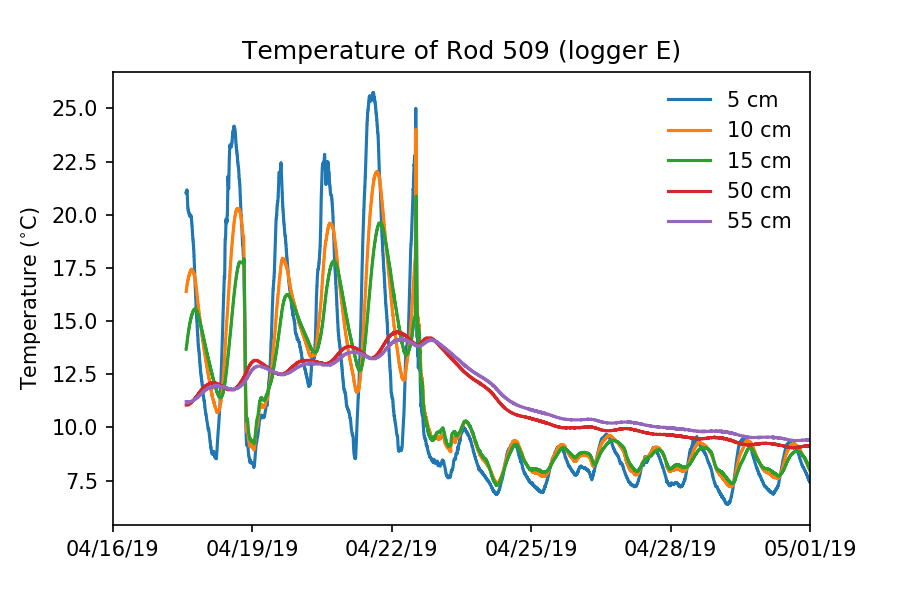 Temperature of Rod 509 (logger E)
Temperature (°C)
25.0
22.5
20.0
17.5
15.0
12.5
10.0
7.5
5 cm
10 cm
15 cm
50 cm
55 cm
04/16/19 04/19/19 04/22/19 04/25/19 04/28/19 05/01/19